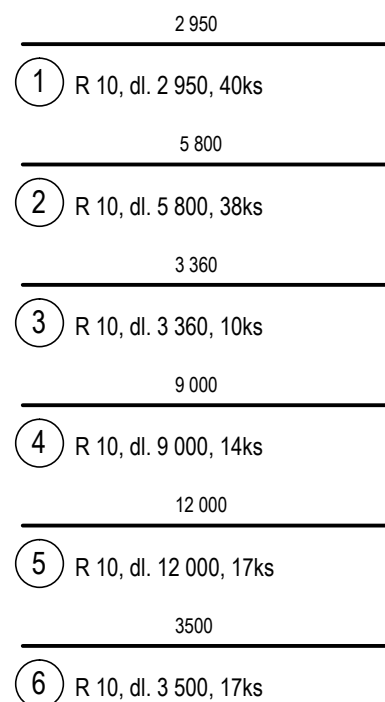 2 950
1 R 10, dl. 2 950, 40ks
5 800
2 R 10, dl. 5 800, 38ks
3 360
3 R 10, dl. 3 360, 10ks
9 000
4 R 10, dl. 9 000, 14ks
12 000
5 R 10, dl. 12 000, 17ks
3500
6 R 10, dl. 3 500, 17ks